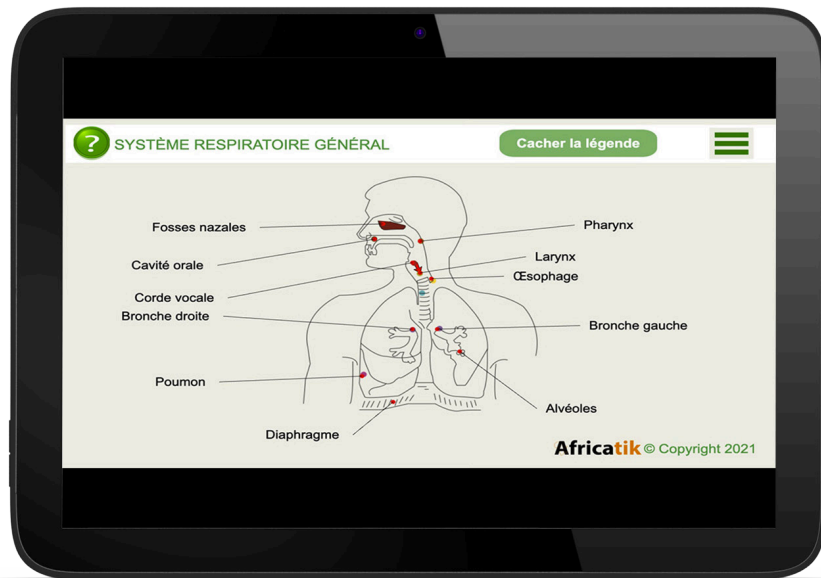 ?
SYSTÈME RESPIRATOIRE GÉNÉRAL
Cacher la légende
Fosses nazales
Pharynx
Cavité orale
Larynx
Œsophage
Corde vocale
Bronche droite
Bronche gauche
Poumon
Alvéoles
Diaphragme
Africatik © Copyright 2021